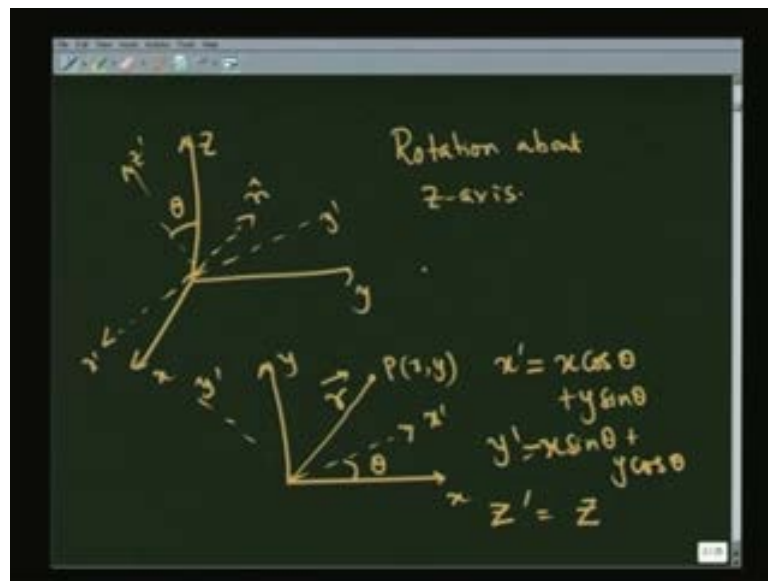 z'
z
Rotation about
z-axis.
θ
n̂
y'
y
x'
x
y'
y
r⃗
P(x,y)
x'
θ
x
x' = x cos θ
+ y sin θ
y' = -x sin θ +
y cos θ
z' = z